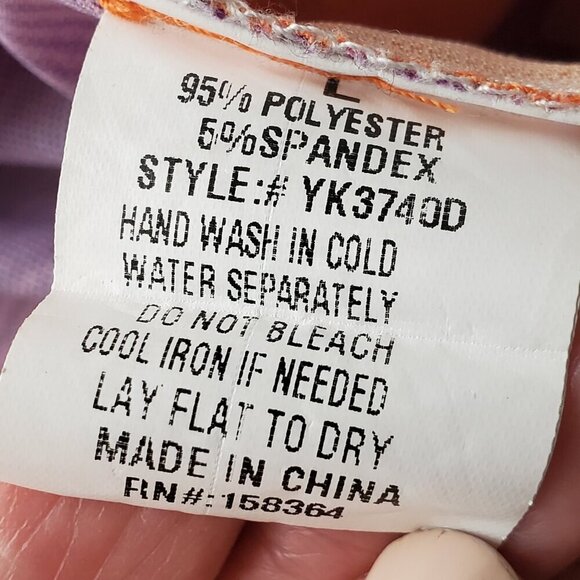 L
95% POLYESTER
5% SPANDEX
STYLE:# YK3740D
HAND WASH IN COLD
WATER SEPARATELY
DO NOT BLEACH
COOL IRON IF NEEDED
LAY FLAT TO DRY
MADE IN CHINA
RN#:158364